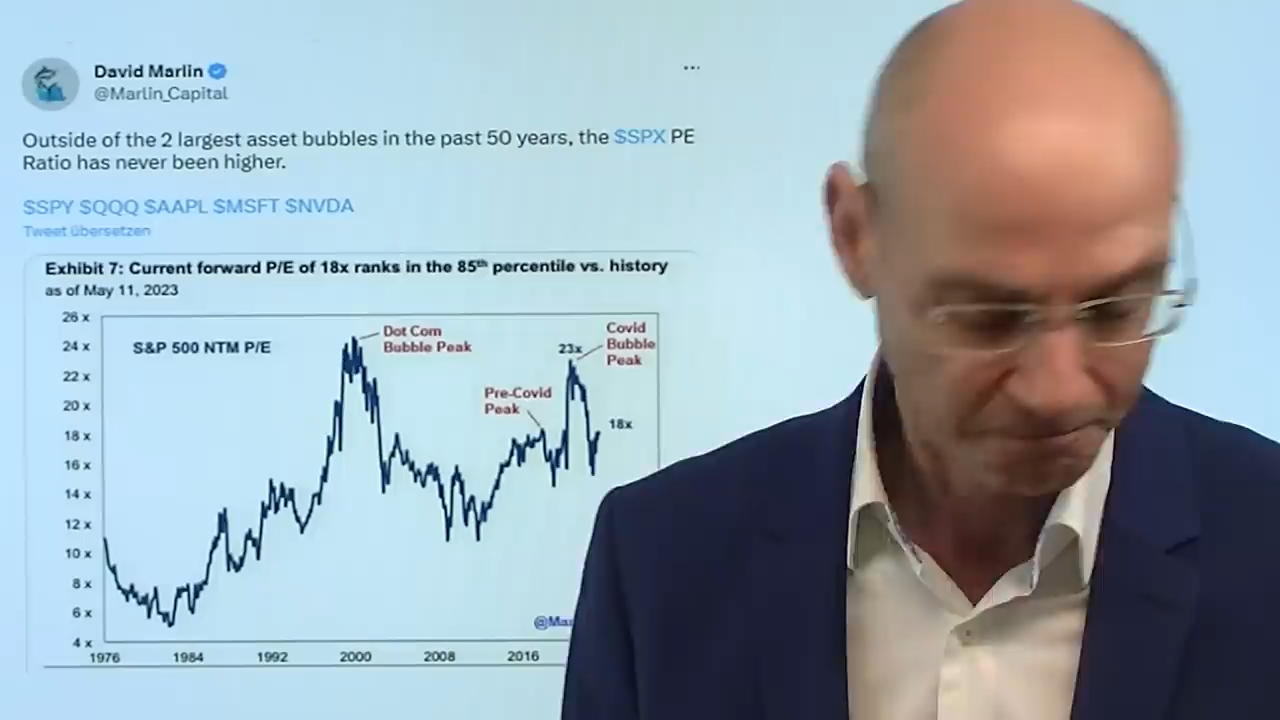 David Marlin
@Marlin_Capital
Outside of the 2 largest asset bubbles in the past 50 years, the $SPX PE
Ratio has never been higher.
$SPY $QQQ $AAPL $MSFT $NVDA
Tweet übersetzen
Exhibit 7: Current forward P/E of 18x ranks in the 85th percentile vs. history
as of May 11, 2023
26 x
24 x
22 x
20 x
18 x
16 x
14 x
12 x
10 x
8 x
6 x
4 x
S&P 500 NTM P/E
Dot Com
Bubble Peak
Pre-Covid
Peak
23x
Covid
Bubble
Peak
18x
1976
1984
1992
2000
2008
2016